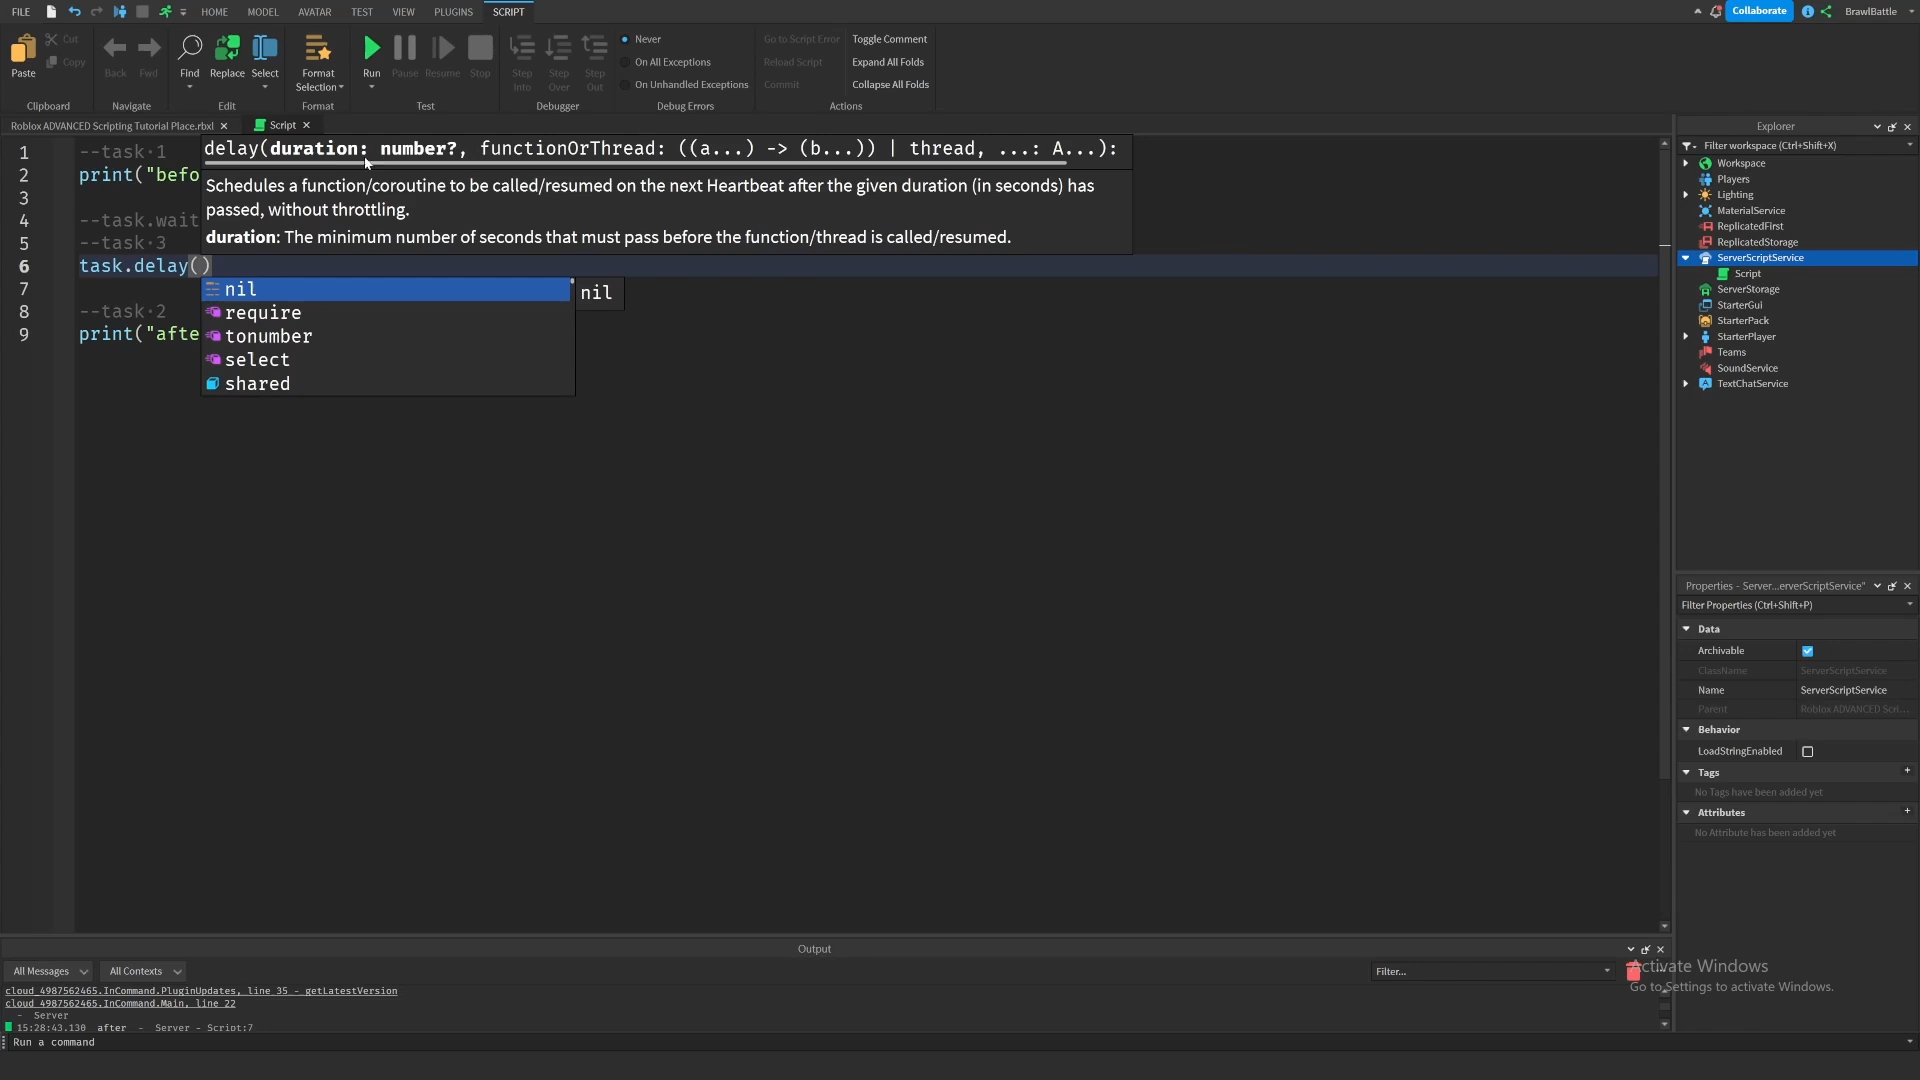 FILE HOME MODEL AVATAR TEST VIEW PLUGINS SCRIPT Collaborate BrawlBattle
Paste Cut Copy Back Fwd Find Replace Select Format Selection Run Pause Resume Stop Step Into Step Over Step Out
Never
On All Exceptions
On Unhandled Exceptions
Go to Script Error
Reload Script
Commit
Toggle Comment
Expand All Folds
Collapse All Folds
Clipboard Navigate Edit Format Test Debugger Debug Errors Actions
Roblox ADVANCED Scripting Tutorial Place.rbxl Script
1 --task·1
2 print("befo
3
4 --task.wait
5 --task·3
6 task.delay()
7
8 --task·2
9 print("afte
delay(duration: number?, functionOrThread: ((a...) -> (b...)) | thread, ...: A...):
Schedules a function/coroutine to be called/resumed on the next Heartbeat after the given duration (in seconds) has
passed, without throttling.
duration: The minimum number of seconds that must pass before the function/thread is called/resumed.
nil nil
require
tonumber
select
shared
Explorer
Filter workspace (Ctrl+Shift+X)
Workspace
Players
Lighting
MaterialService
ReplicatedFirst
ReplicatedStorage
ServerScriptService
Script
ServerStorage
StarterGui
StarterPack
StarterPlayer
Teams
SoundService
TextChatService
Properties - Server...erverScriptService"
Filter Properties (Ctrl+Shift+P)
Data
Archivable
ClassName ServerScriptService
Name ServerScriptService
Parent Roblox ADVANCED Scri...
Behavior
LoadStringEnabled
Tags +
No Tags have been added yet
Attributes +
No Attribute has been added yet
Output
All Messages All Contexts Filter...
cloud_4987562465.InCommand.PluginUpdates, line 35 - getLatestVersion
cloud_4987562465.InCommand.Main, line 22
- Server
15:28:43.130 after - Server - Script:7
Run a command
Activate Windows
Go to Settings to activate Windows.